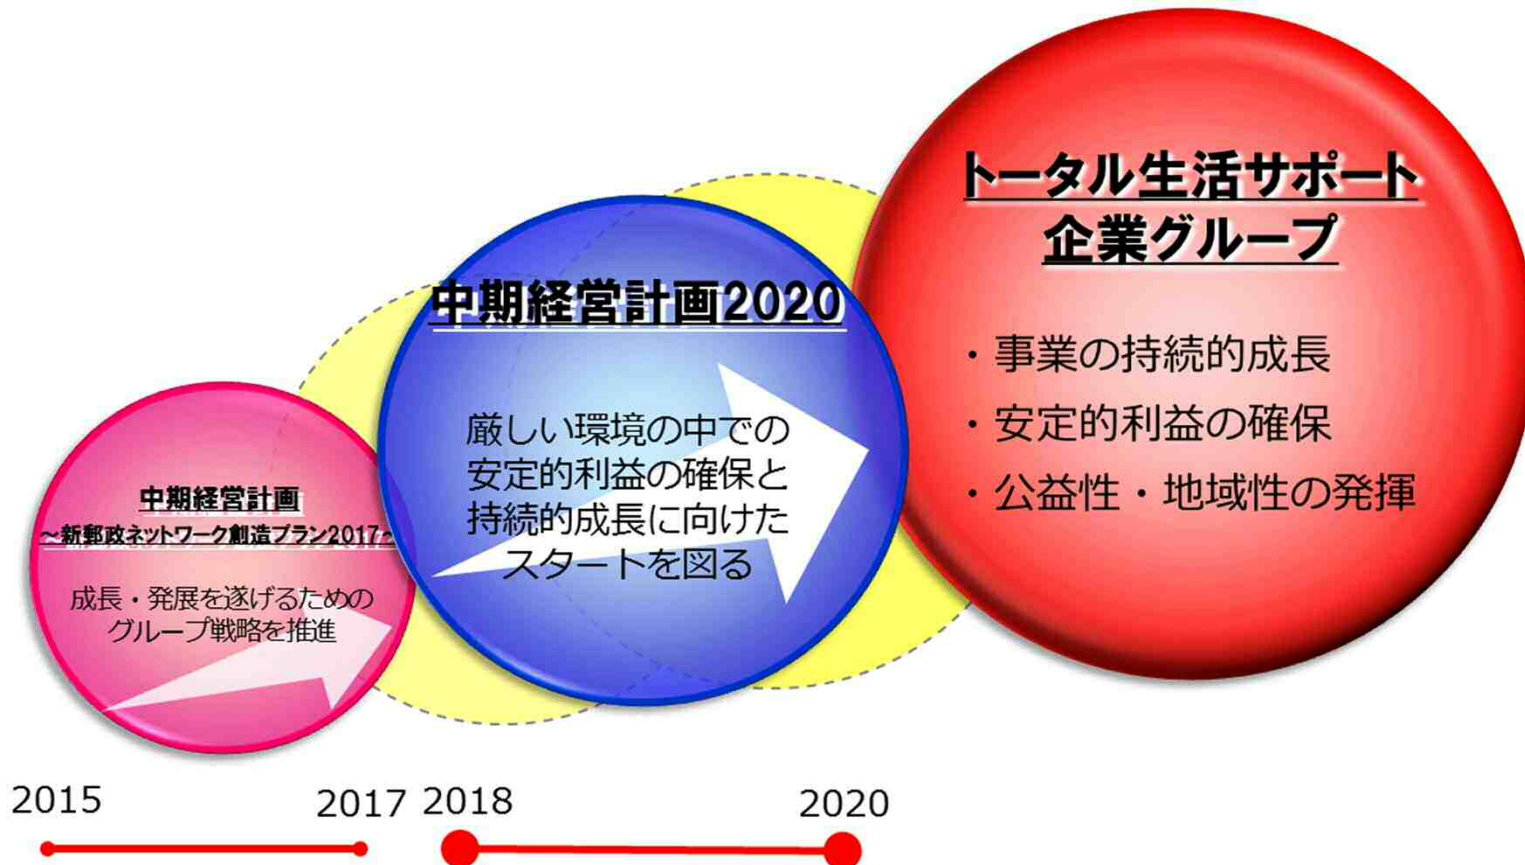 トータル生活サポート
企業グループ
・事業の持続的成長
・安定的利益の確保
・公益性・地域性の発揮
中期経営計画2020
厳しい環境の中での
安定的利益の確保と
持続的成長に向けた
スタートを図る
中期経営計画
~新郵政ネットワーク創造プラン2017~
成長・発展を遂げるための
グループ戦略を推進
2015
2017
2018
2020